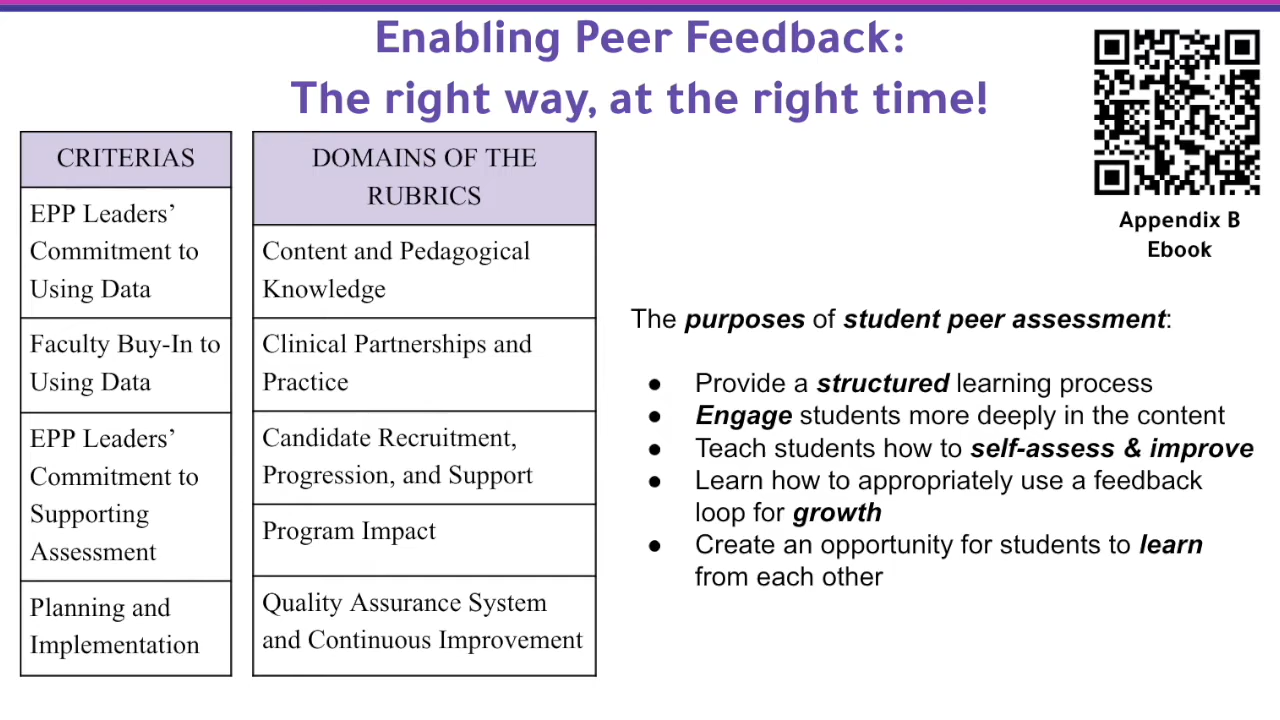 Enabling Peer Feedback:
The right way, at the right time!
CRITERIAS
EPP Leaders’
Commitment to
Using Data
Faculty Buy-In to
Using Data
EPP Leaders’
Commitment to
Supporting
Assessment
Planning and
Implementation
DOMAINS OF THE
RUBRICS
Content and Pedagogical
Knowledge
Clinical Partnerships and
Practice
Candidate Recruitment,
Progression, and Support
Program Impact
Quality Assurance System
and Continuous Improvement
Appendix B
Ebook
The purposes of student peer assessment:
● Provide a structured learning process
● Engage students more deeply in the content
● Teach students how to self-assess & improve
● Learn how to appropriately use a feedback
loop for growth
● Create an opportunity for students to learn
from each other